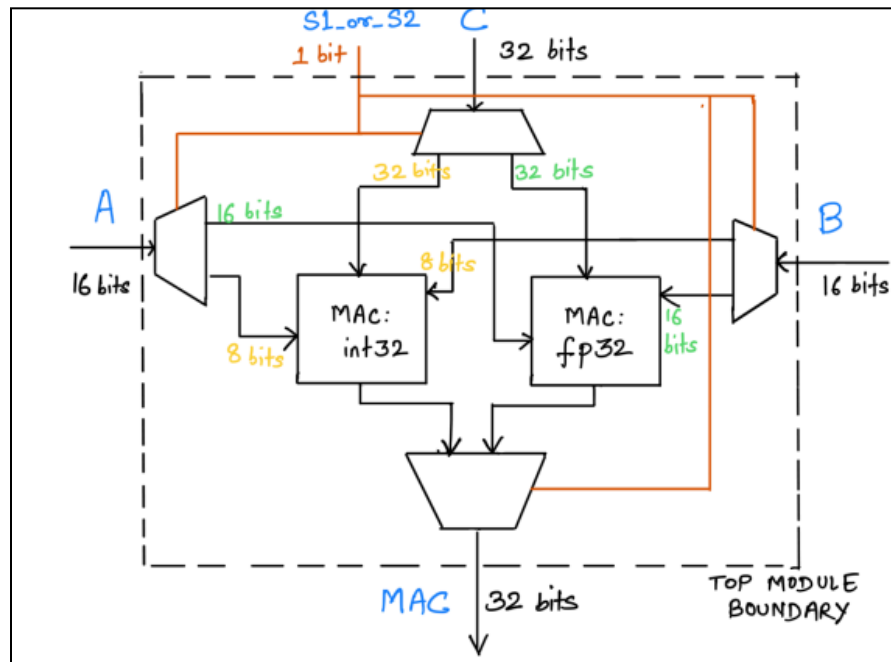 S1_or_S2
C
1 bit
32 bits
32 bits
32 bits
A
16 bits
B
8 bits
16 bits
16 bits
MAC:
int32
MAC:
fp32
16
bits
8 bits
TOP MODULE
BOUNDARY
MAC
32 bits